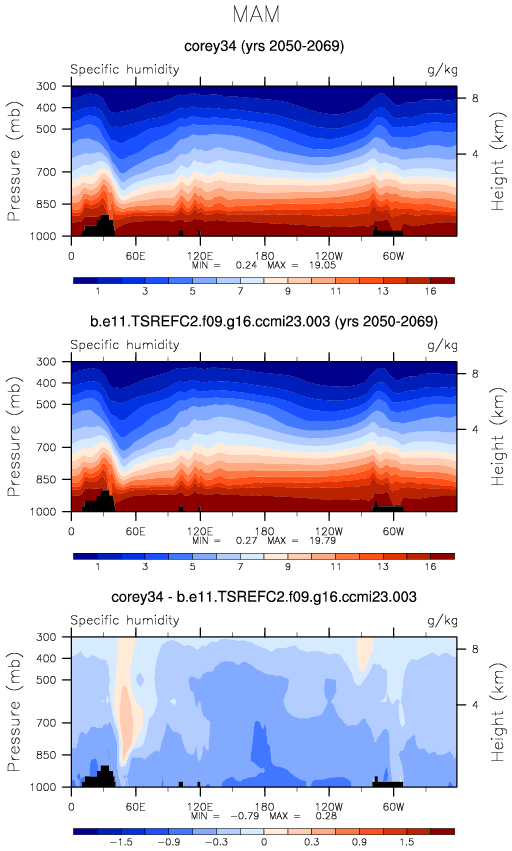 MAM
corey34 (yrs 2050-2069)
Specific humidity g/kg
300
400
500
700
850
1000
Pressure (mb)
8
4
Height (km)
0 60E 120E 180 120W 60W
MIN = 0.24 MAX = 19.05
1 3 5 7 9 11 13 16
b.e11.TSREFC2.f09.g16.ccmi23.003 (yrs 2050-2069)
Specific humidity g/kg
300
400
500
700
850
1000
Pressure (mb)
8
4
Height (km)
0 60E 120E 180 120W 60W
MIN = 0.27 MAX = 19.79
1 3 5 7 9 11 13 16
corey34 - b.e11.TSREFC2.f09.g16.ccmi23.003
Specific humidity g/kg
300
400
500
700
850
1000
Pressure (mb)
8
4
Height (km)
0 60E 120E 180 120W 60W
MIN = -0.79 MAX = 0.28
-1.5 -0.9 -0.3 0 0.3 0.9 1.5